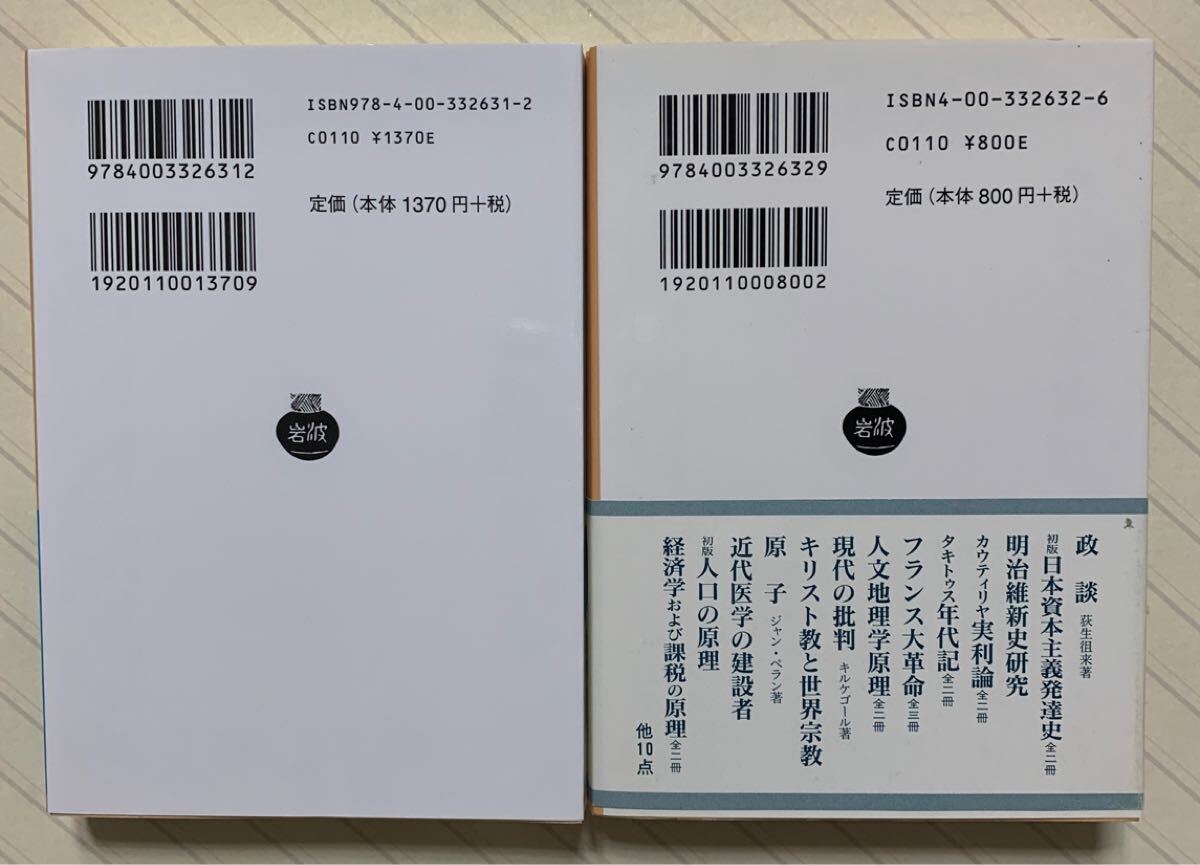 ISBN978-4-00-332631-2
C0110 ¥1370E
9784003326312
定価（本体1370円+税）
1920110013709
岩波
ISBN4-00-332632-6
C0110 ¥800E
9784003326329
定価（本体800円+税）
1920110008002
岩波
政談 荻生徂来著
初版 日本資本主義発達史 全二冊
明治維新史研究
カウティリヤ 実利論 全二冊
タキトゥス 年代記 全二冊
フランス大革命 全三冊
人文地理学原理 全二冊
現代の批判 キルケゴール著
キリスト教と世界宗教
原子 ジャン・ペラン著
近代医学の建設者
初版 人口の原理
経済学および課税の原理 全二冊
他10点